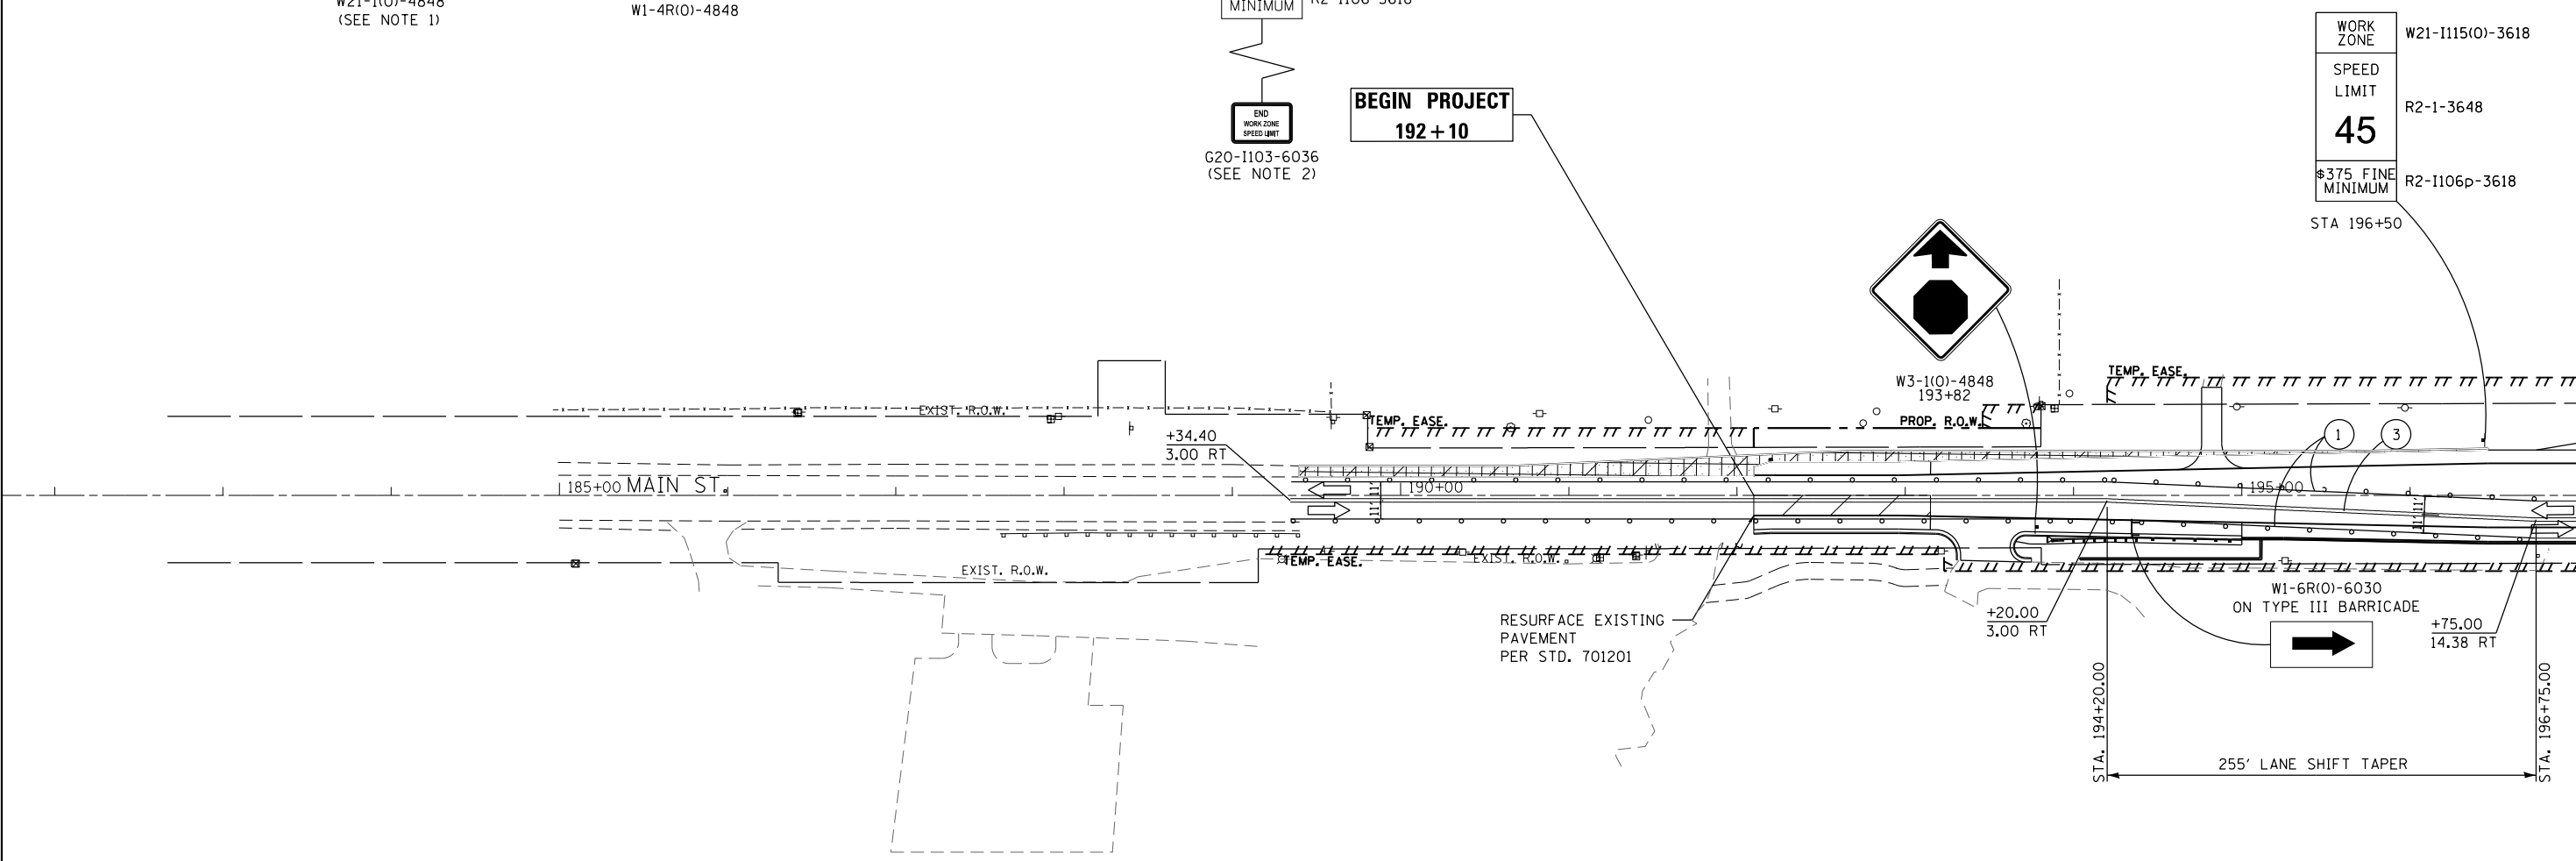 W21-1(O)-4848
(SEE NOTE 1)
W1-4R(O)-4848
MINIMUM
END
WORK ZONE
SPEED LIMIT
G20-I103-6036
(SEE NOTE 2)
BEGIN PROJECT
192+10
WORK
ZONE
W21-I115(O)-3618
SPEED
LIMIT
45
R2-1-3648
$375 FINE
MINIMUM
R2-I106p-3618
STA 196+50
W3-1(O)-4848
193+82
TEMP. EASE.
EXIST. R.O.W.
TEMP. EASE.
PROP. R.O.W.
+34.40
3.00 RT
1
3
185+00
MAIN ST.
11'
11'
190+00
195+00
11'
11'
EXIST. R.O.W.
TEMP. EASE.
EXIST. R.O.W.
RESURFACE EXISTING
PAVEMENT
PER STD. 701201
+20.00
3.00 RT
W1-6R(O)-6030
ON TYPE III BARRICADE
+75.00
14.38 RT
STA. 194+20.00
STA. 196+75.00
255' LANE SHIFT TAPER